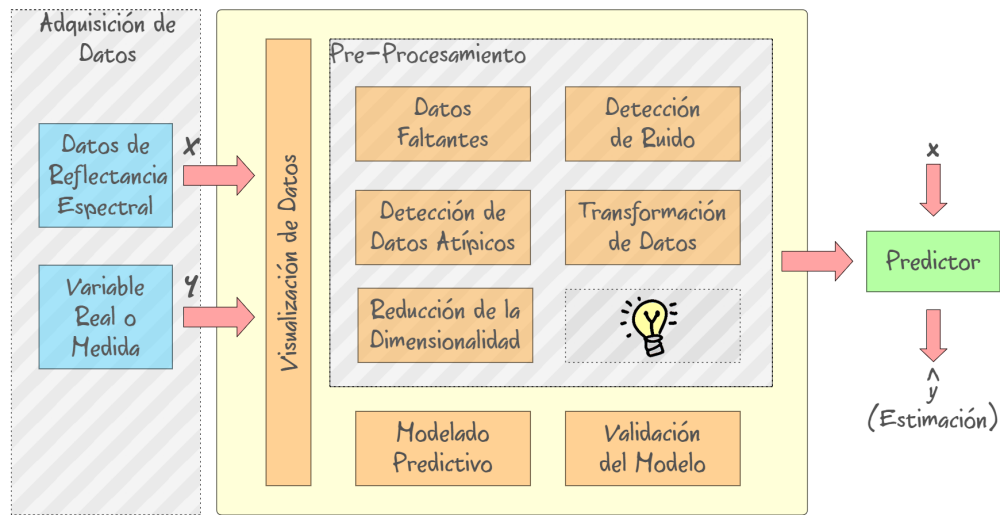 Adquisición de
Datos
Datos de
Reflectancia
Espectral
X
Variable
Real o
Medida
y
Visualización de Datos
Pre-Procesamiento
Datos
Faltantes
Detección
de Ruido
Detección de
Datos Atípicos
Transformación
de Datos
Reducción de la
Dimensionalidad
Modelado
Predictivo
Validación
del Modelo
x
Predictor
ŷ
(Estimación)